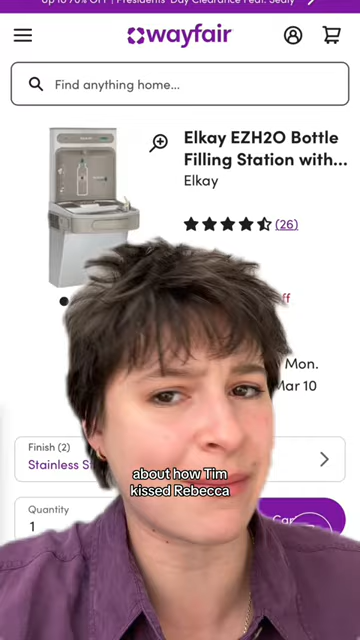 Up to 70% OFF | Presidents' Day Clearance Feat. Sealy
wayfair
Find anything home...
Elkay EZH2O Bottle
Filling Station with...
Elkay
(26)
ff
Mon.
Mar 10
Finish (2)
Stainless St
about how Tim
kissed Rebecca
Quantity
1